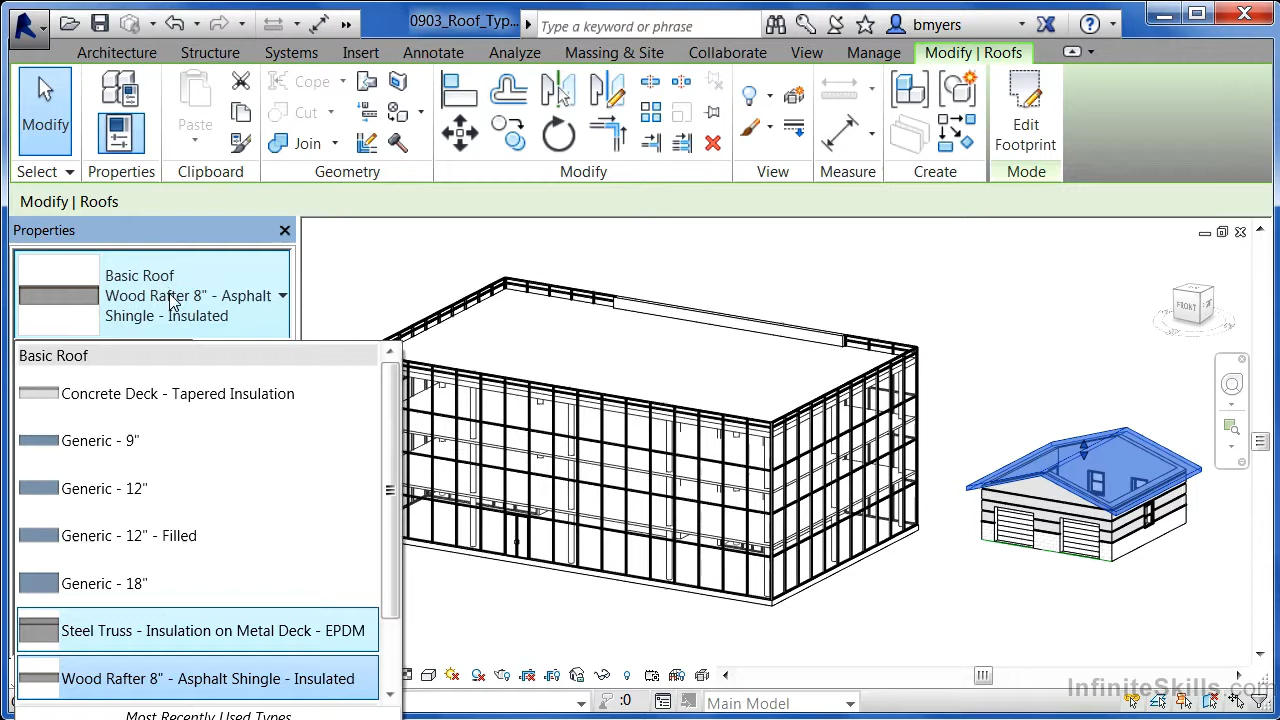 0903_Roof_Typ...
Type a keyword or phrase
bmyers
Architecture Structure Systems Insert Annotate Analyze Massing & Site Collaborate View Manage Modify | Roofs
Modify
Paste
Cope
Cut
Join
Edit
Footprint
Select Properties Clipboard Geometry Modify View Measure Create Mode
Modify | Roofs
Properties
Basic Roof
Wood Rafter 8" - Asphalt
Shingle - Insulated
FRONT
Basic Roof
Concrete Deck - Tapered Insulation
Generic - 9"
Generic - 12"
Generic - 12" - Filled
Generic - 18"
Steel Truss - Insulation on Metal Deck - EPDM
Wood Rafter 8" - Asphalt Shingle - Insulated
Most Recently Used Types
:0
Main Model
InfiniteSkills.com